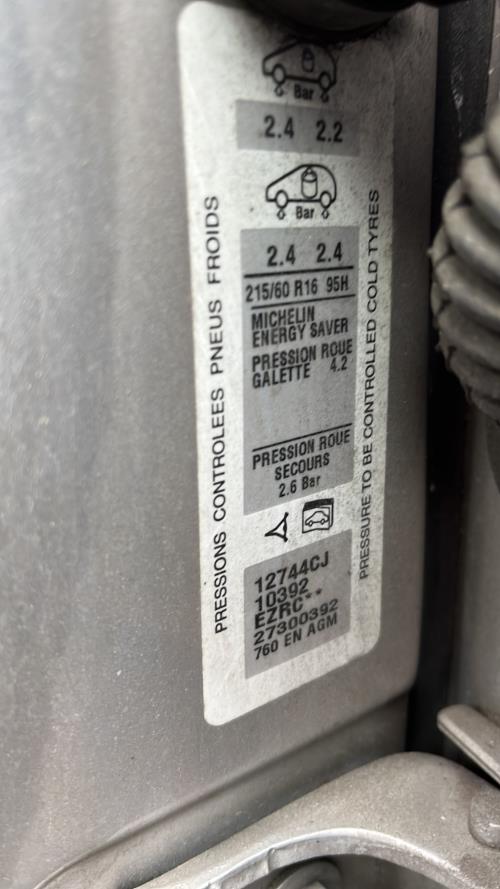 Bar
2.4 2.2
Bar
2.4 2.4
215/60 R16 95H
MICHELIN
ENERGY SAVER
PRESSION ROUE
GALETTE 4.2
PRESSION ROUE
SECOURS
2.6 Bar
12744CJ
10392
EZRC**
27300392
760 EN AGM
PRESSIONS CONTROLEES PNEUS FROIDS
PRESSURE TO BE CONTROLLED COLD TYRES